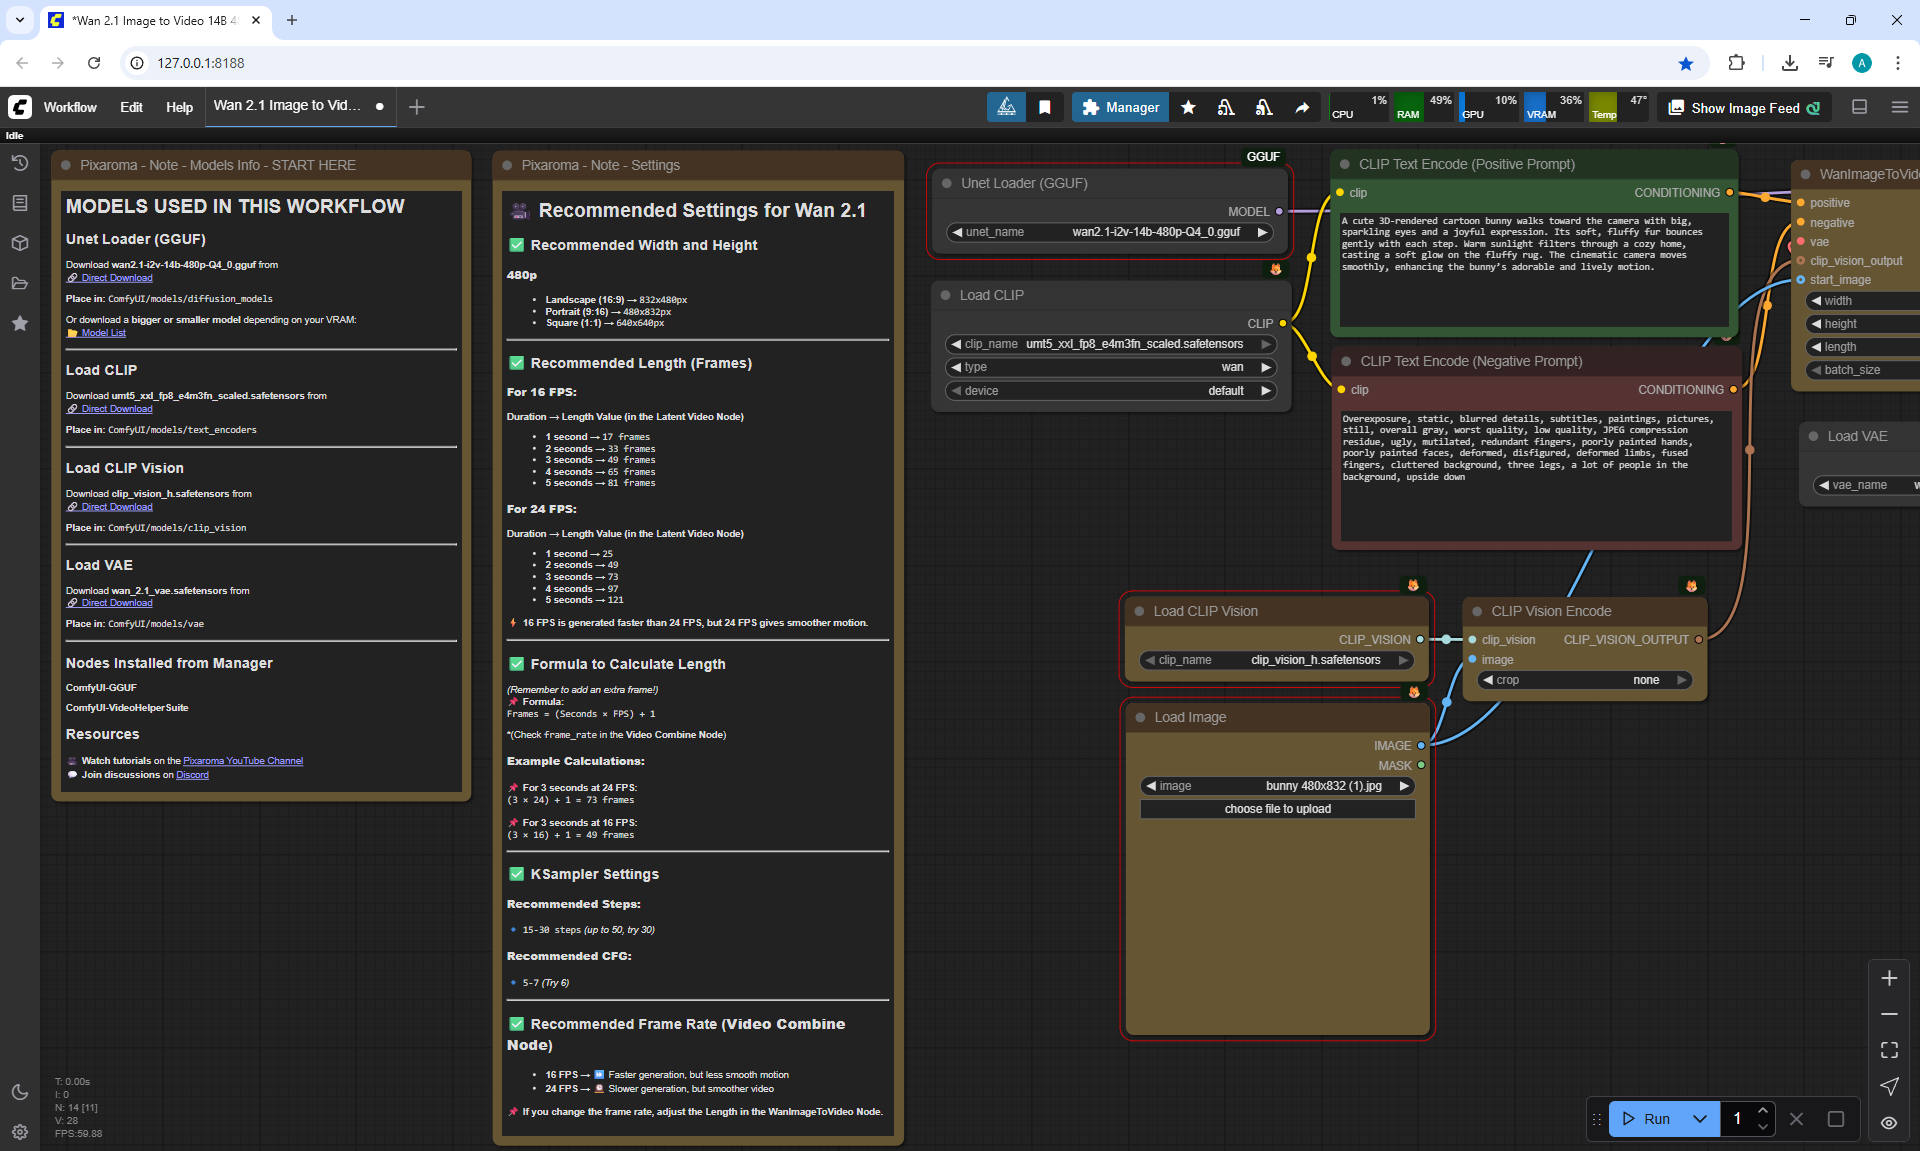 *Wan 2.1 Image to Video 14B 4
127.0.0.1:8188
A
Workflow Edit Help Wan 2.1 Image to Vid...
Manager
CPU 1% RAM 49% GPU 10% VRAM 36% Temp 47°
Show Image Feed
Idle
Pixaroma - Note - Models Info - START HERE
MODELS USED IN THIS WORKFLOW
Unet Loader (GGUF)
Download wan2.1-i2v-14b-480p-Q4_0.gguf from
🔗 Direct Download
Place in: ComfyUI/models/diffusion_models
Or download a bigger or smaller model depending on your VRAM:
📂 Model List
Load CLIP
Download umt5_xxl_fp8_e4m3fn_scaled.safetensors from
🔗 Direct Download
Place in: ComfyUI/models/text_encoders
Load CLIP Vision
Download clip_vision_h.safetensors from
🔗 Direct Download
Place in: ComfyUI/models/clip_vision
Load VAE
Download wan_2.1_vae.safetensors from
🔗 Direct Download
Place in: ComfyUI/models/vae
Nodes Installed from Manager
ComfyUI-GGUF
ComfyUI-VideoHelperSuite
Resources
🎥 Watch tutorials on the Pixaroma YouTube Channel
💬 Join discussions on Discord
T: 0.00s
I: 0
N: 14 [11]
V: 28
FPS:59.88
Pixaroma - Note - Settings
🎥 Recommended Settings for Wan 2.1
✅ Recommended Width and Height
480p
• Landscape (16:9) → 832x480px
• Portrait (9:16) → 480x832px
• Square (1:1) → 640x640px
✅ Recommended Length (Frames)
For 16 FPS:
Duration → Length Value (in the Latent Video Node)
• 1 second → 17 frames
• 2 seconds → 33 frames
• 3 seconds → 49 frames
• 4 seconds → 65 frames
• 5 seconds → 81 frames
For 24 FPS:
Duration → Length Value (in the Latent Video Node)
• 1 second → 25
• 2 seconds → 49
• 3 seconds → 73
• 4 seconds → 97
• 5 seconds → 121
⚡ 16 FPS is generated faster than 24 FPS, but 24 FPS gives smoother motion.
✅ Formula to Calculate Length
(Remember to add an extra frame!)
📌 Formula:
Frames = (Seconds × FPS) + 1
*(Check frame_rate in the Video Combine Node)
Example Calculations:
📌 For 3 seconds at 24 FPS:
(3 × 24) + 1 = 73 frames
📌 For 3 seconds at 16 FPS:
(3 × 16) + 1 = 49 frames
✅ KSampler Settings
Recommended Steps:
🔹 15-30 steps (up to 50, try 30)
Recommended CFG:
🔹 5-7 (Try 6)
✅ Recommended Frame Rate (Video Combine
Node)
• 16 FPS → Faster generation, but less smooth motion
• 24 FPS → Slower generation, but smoother video
📌 If you change the frame rate, adjust the Length in the WanImageToVideo Node.
GGUF
Unet Loader (GGUF)
MODEL
unet_name wan2.1-i2v-14b-480p-Q4_0.gguf
Load CLIP
CLIP
clip_name umt5_xxl_fp8_e4m3fn_scaled.safetensors
type wan
device default
CLIP Text Encode (Positive Prompt)
clip CONDITIONING
A cute 3D-rendered cartoon bunny walks toward the camera with big,
sparkling eyes and a joyful expression. Its soft, fluffy fur bounces
gently with each step. Warm sunlight filters through a cozy home,
casting a soft glow on the fluffy rug. The cinematic camera moves
smoothly, enhancing the bunny's adorable and lively motion.
CLIP Text Encode (Negative Prompt)
clip CONDITIONING
Overexposure, static, blurred details, subtitles, paintings, pictures,
still, overall gray, worst quality, low quality, JPEG compression
residue, ugly, mutilated, redundant fingers, poorly painted hands,
poorly painted faces, deformed, disfigured, deformed limbs, fused
fingers, cluttered background, three legs, a lot of people in the
background, upside down
WanImageToVide
positive
negative
vae
clip_vision_output
start_image
width
height
length
batch_size
Load VAE
vae_name w
Load CLIP Vision
CLIP_VISION
clip_name clip_vision_h.safetensors
CLIP Vision Encode
clip_vision CLIP_VISION_OUTPUT
image
crop none
Load Image
IMAGE
MASK
image bunny 480x832 (1).jpg
choose file to upload
Run 1